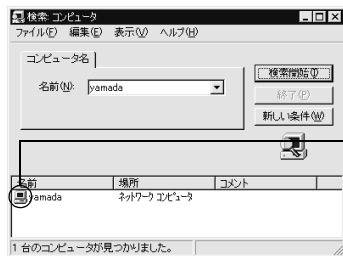 検索: コンピュータ
ファイル(F) 編集(E) 表示(V) ヘルプ(H)
コンピュータ名
名前(N): yamada
検索開始(I)
終了(P)
新しい条件(W)
名前 場所 コメント
yamada ネットワーク コンピュータ
1 台のコンピュータが見つかりました。